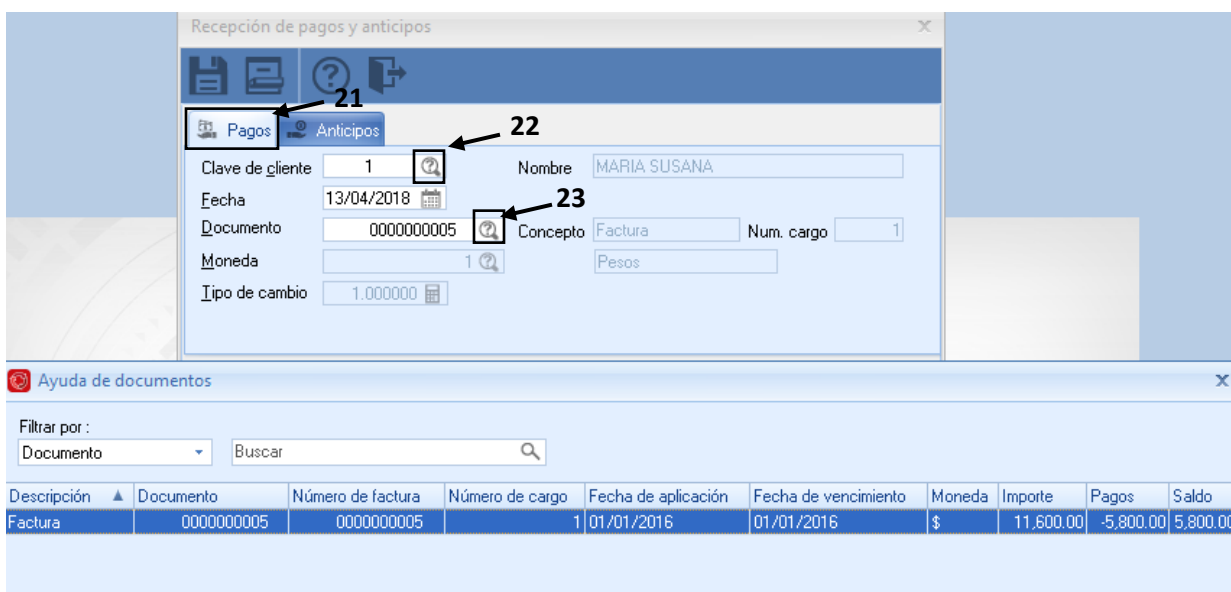 Recepción de pagos y anticipos
21
Pagos Anticipos
22
Clave de cliente 1 Nombre MARIA SUSANA
Fecha 13/04/2018
23
Documento 0000000005 Concepto Factura Num. cargo 1
Moneda 1 Pesos
Tipo de cambio 1.000000
Ayuda de documentos
Filtrar por :
Documento Buscar
Descripción Documento Número de factura Número de cargo Fecha de aplicación Fecha de vencimiento Moneda Importe Pagos Saldo
Factura 0000000005 0000000005 1 01/01/2016 01/01/2016 $ 11,600.00 -5,800.00 5,800.00